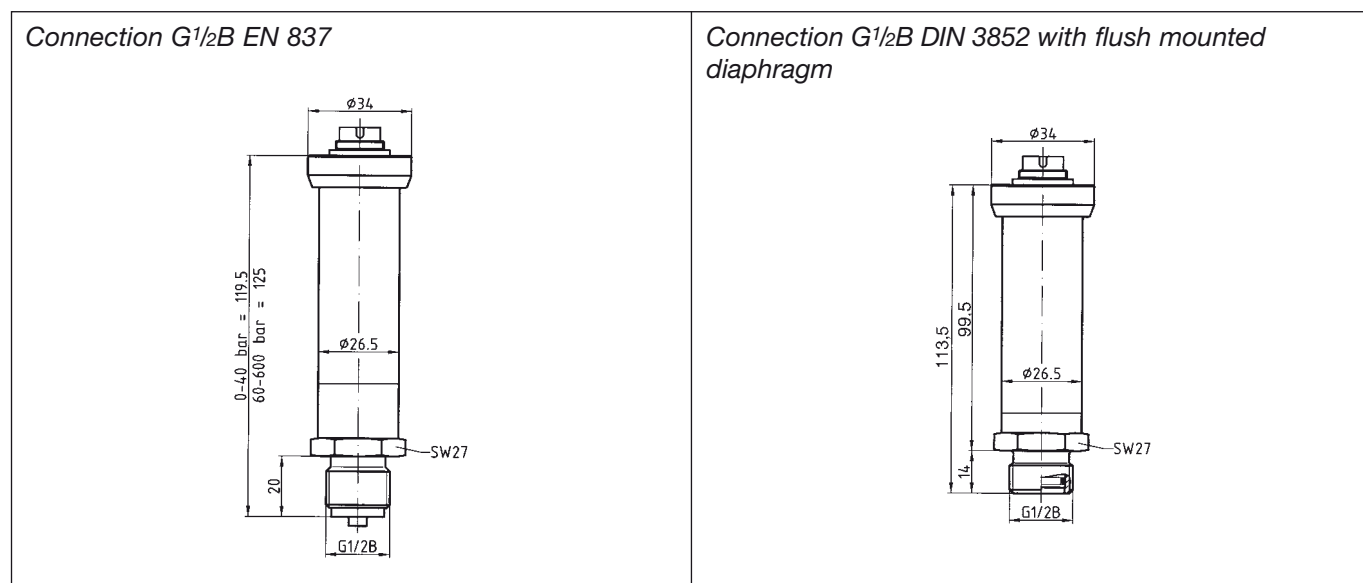 Connection G1/2B EN 837
ø34
0-40 bar = 119.5
60-600 bar = 125
ø26.5
SW27
20
G1/2B
Connection G1/2B DIN 3852 with flush mounted
diaphragm
ø34
113.5
99.5
ø26.5
SW27
14
G1/2B